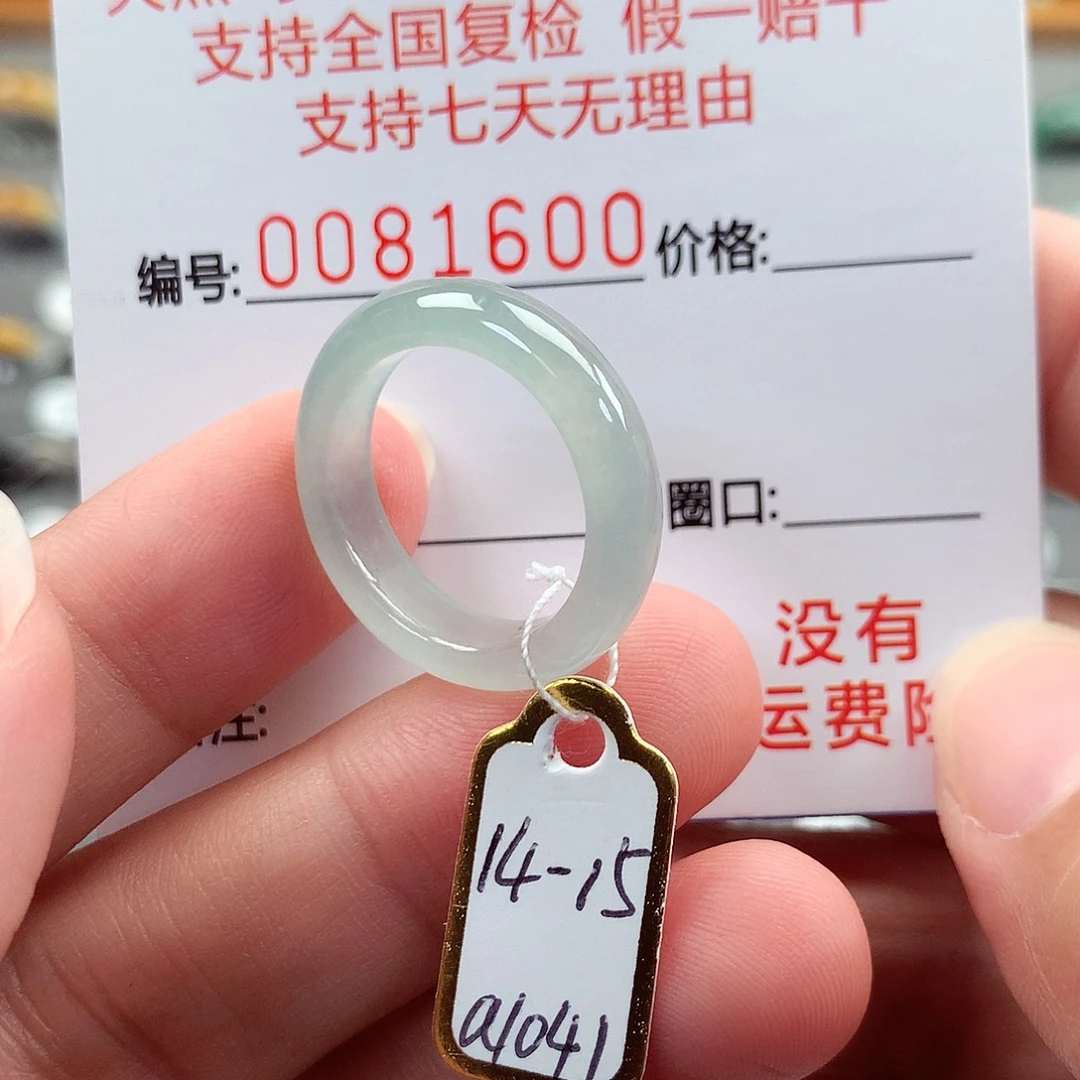 支持全国复检 假一赔十
支持七天无理由
编号: 0081600 价格:
圈口:
没有
运费险
注:
14-15
a1041